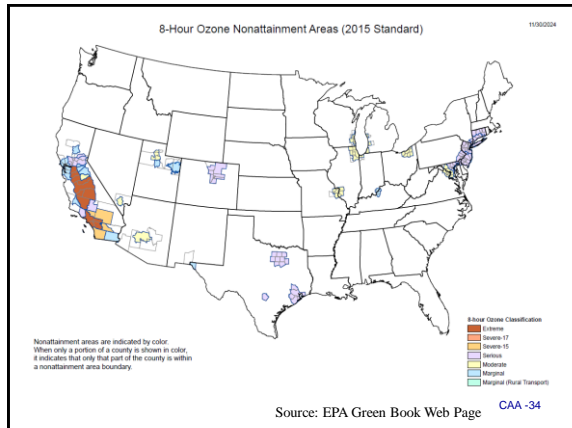 8-Hour Ozone Nonattainment Areas (2015 Standard)
11/30/2024
Nonattainment areas are indicated by color.
When only a portion of a county is shown in color,
it indicates that only that part of the county is within
a nonattainment area boundary.
8-hour Ozone Classification
Extreme
Severe-17
Severe-15
Serious
Moderate
Marginal
Marginal (Rural Transport)
Source: EPA Green Book Web Page
CAA -34